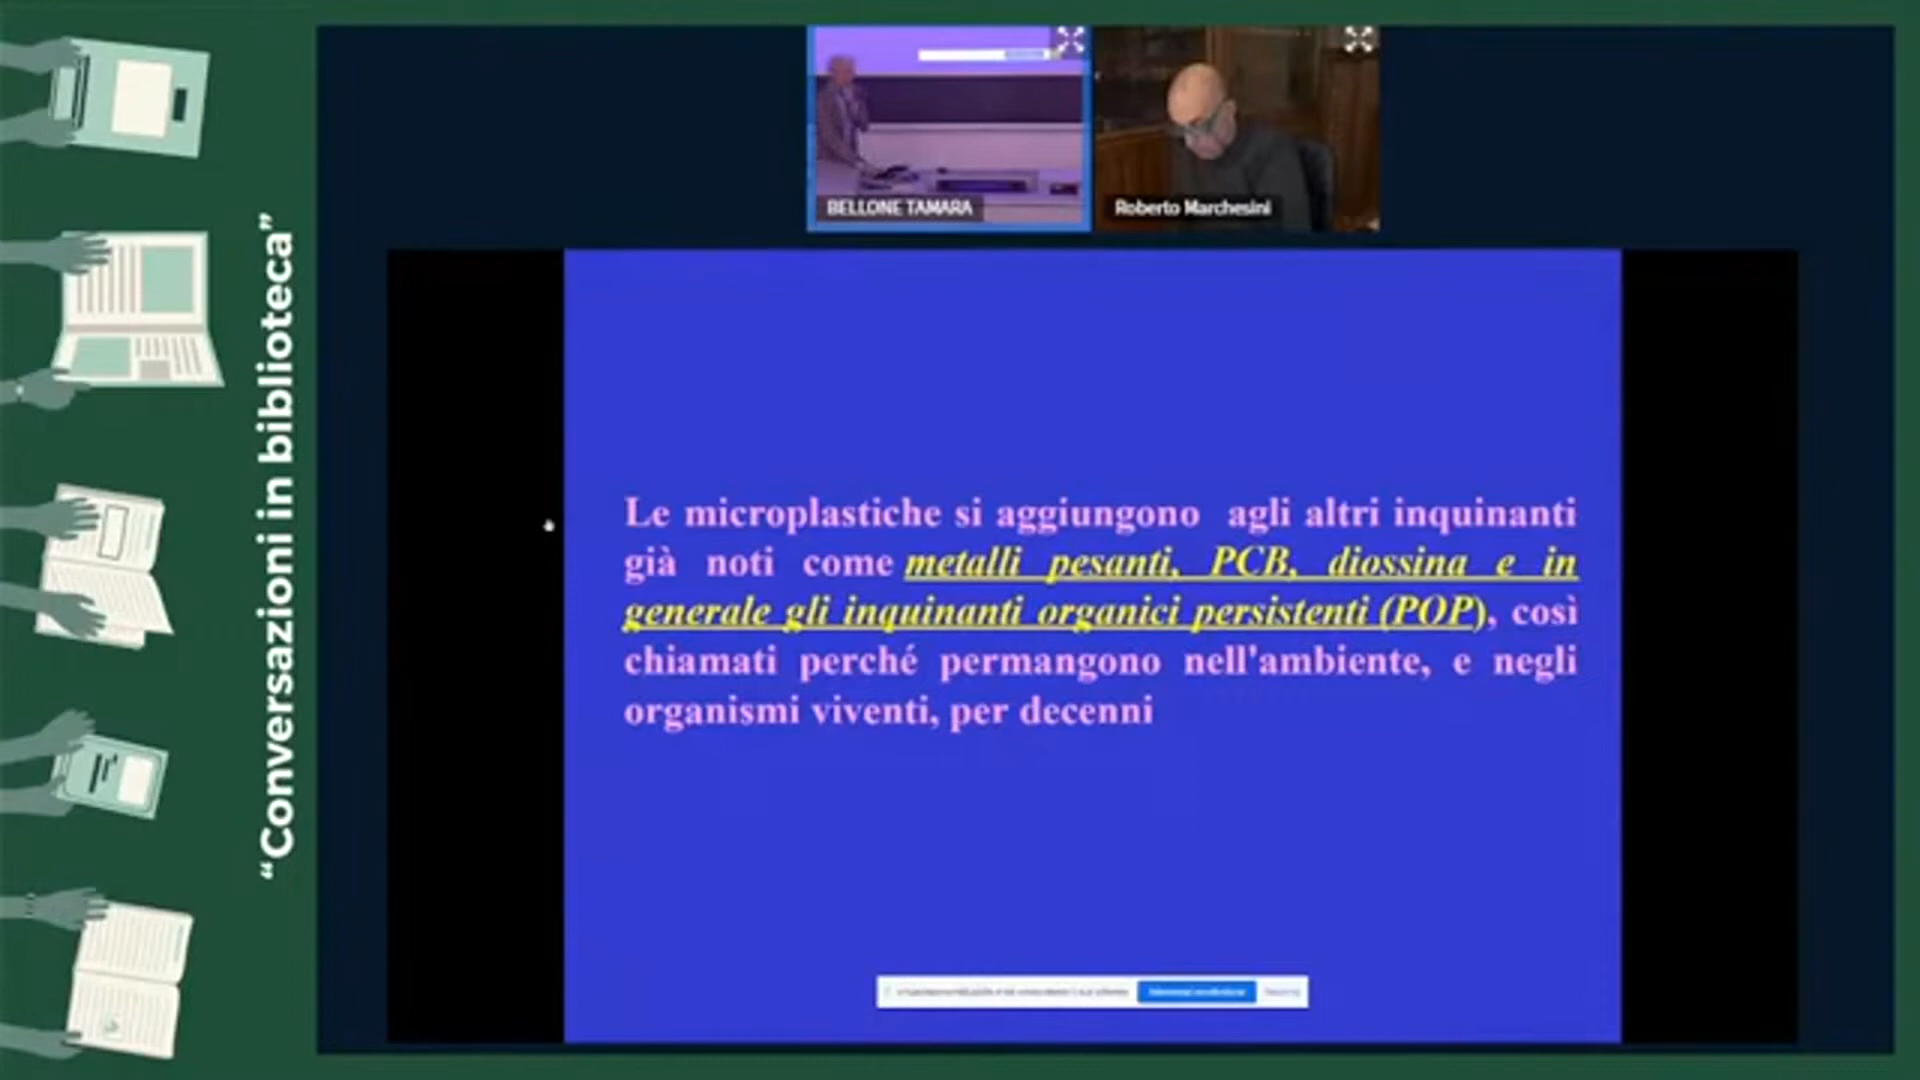 “Conversazioni in biblioteca”
BELLONE TAMARA
Roberto Marchesini
Le microplastiche si aggiungono agli altri inquinanti
già noti come metalli pesanti, PCB, diossina e in
generale gli inquinanti organici persistenti (POP), così
chiamati perché permangono nell'ambiente, e negli
organismi viventi, per decenni